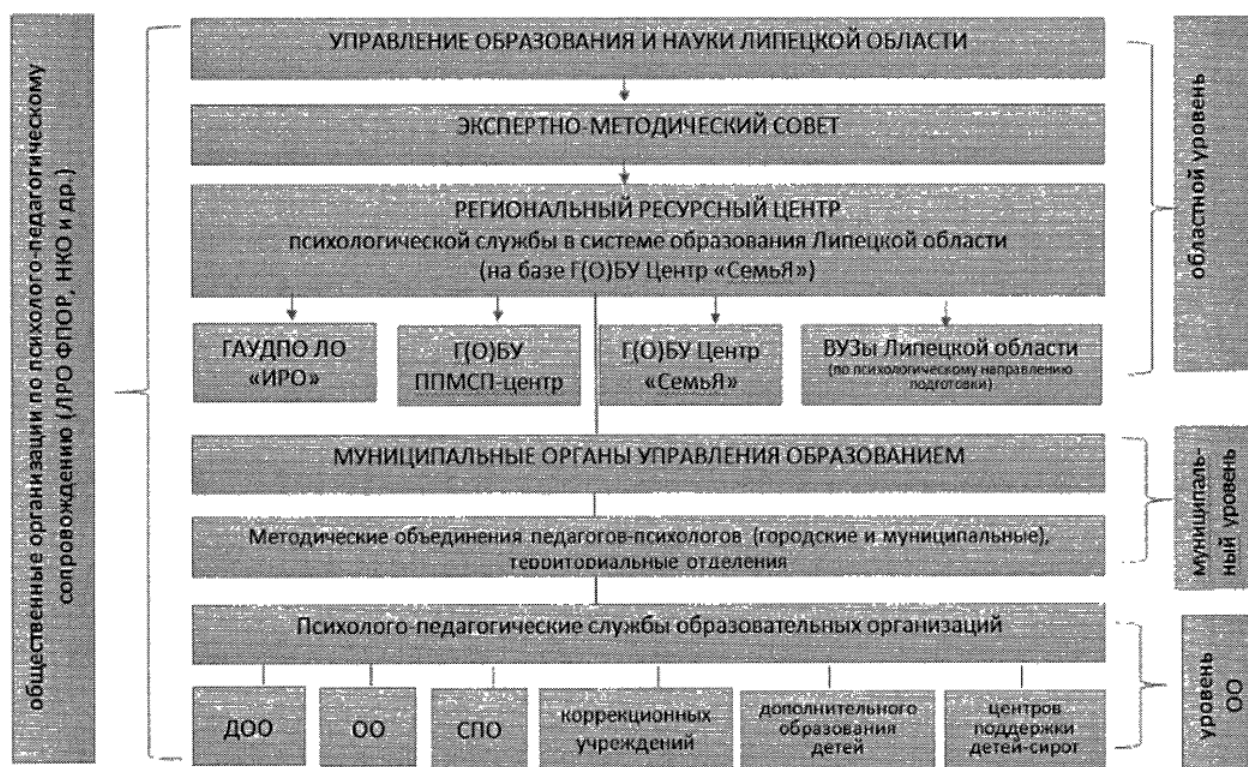 общественные организации по психолого-педагогическому
сопровождению (ЛРО ФПОР, НКО и др.)
УПРАВЛЕНИЕ ОБРАЗОВАНИЯ И НАУКИ ЛИПЕЦКОЙ ОБЛАСТИ
ЭКСПЕРТНО-МЕТОДИЧЕСКИЙ СОВЕТ
РЕГИОНАЛЬНЫЙ РЕСУРСНЫЙ ЦЕНТР
психологической службы в системе образования Липецкой области
(на базе Г(О)БУ Центр «СемьЯ»)
ГАУДПО ЛО
«ИРО»
Г(О)БУ
ППМСП-центр
Г(О)БУ Центр
«СемьЯ»
ВУЗы Липецкой области
(по психологическому направлению
подготовки)
областной уровень
МУНИЦИПАЛЬНЫЕ ОРГАНЫ УПРАВЛЕНИЯ ОБРАЗОВАНИЕМ
Методические объединения педагогов-психологов (городские и муниципальные),
территориальные отделения
муниципаль-
ный уровень
Психолого-педагогические службы образовательных организаций
ДОО
ОО
СПО
коррекционных
учреждений
дополнительного
образования
детей
центров
поддержки
детей-сирот
уровень
ОО